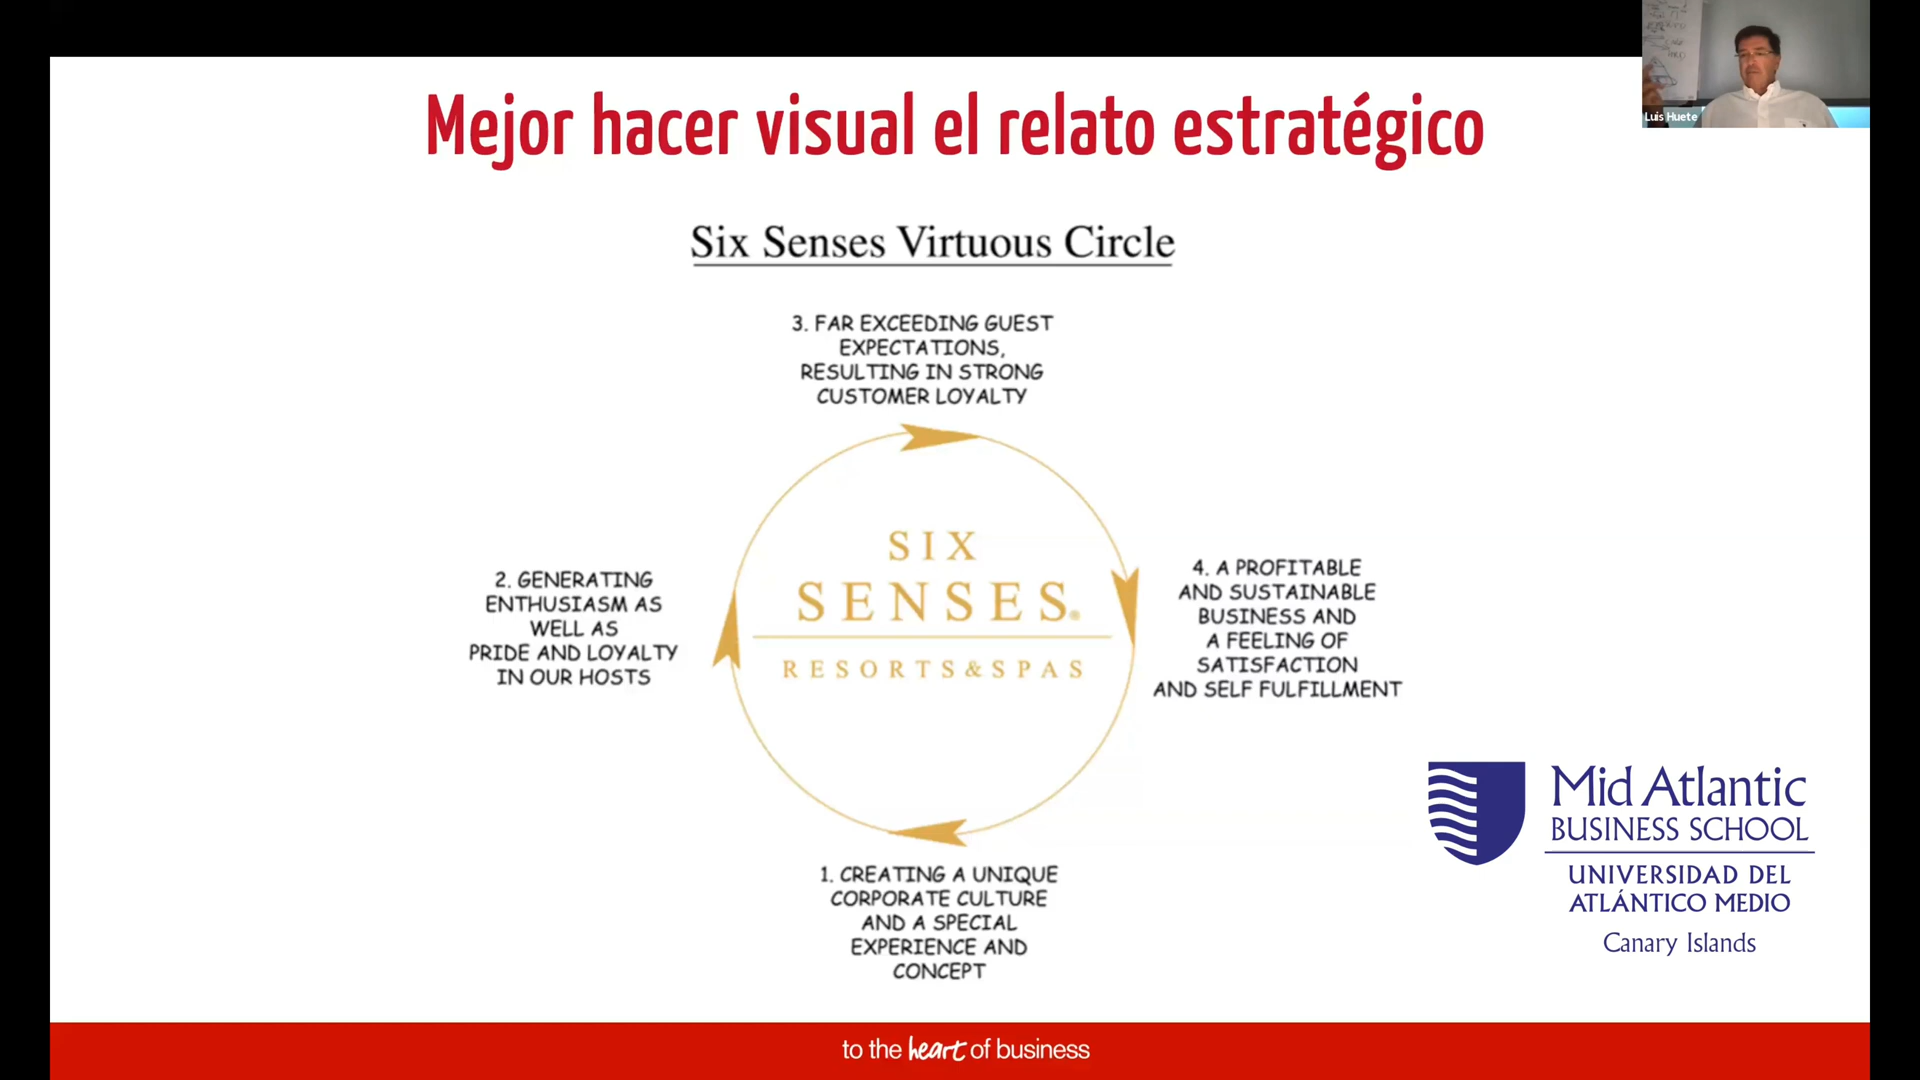 Mejor hacer visual el relato estratégico
Luis Huete
Six Senses Virtuous Circle
3. FAR EXCEEDING GUEST
EXPECTATIONS,
RESULTING IN STRONG
CUSTOMER LOYALTY
2. GENERATING
ENTHUSIASM AS
WELL AS
PRIDE AND LOYALTY
IN OUR HOSTS
SIX
SENSES®
RESORTS&SPAS
4. A PROFITABLE
AND SUSTAINABLE
BUSINESS AND
A FEELING OF
SATISFACTION
AND SELF FULFILLMENT
1. CREATING A UNIQUE
CORPORATE CULTURE
AND A SPECIAL
EXPERIENCE AND
CONCEPT
Mid Atlantic
BUSINESS SCHOOL
UNIVERSIDAD DEL
ATLÁNTICO MEDIO
Canary Islands
to the heart of business